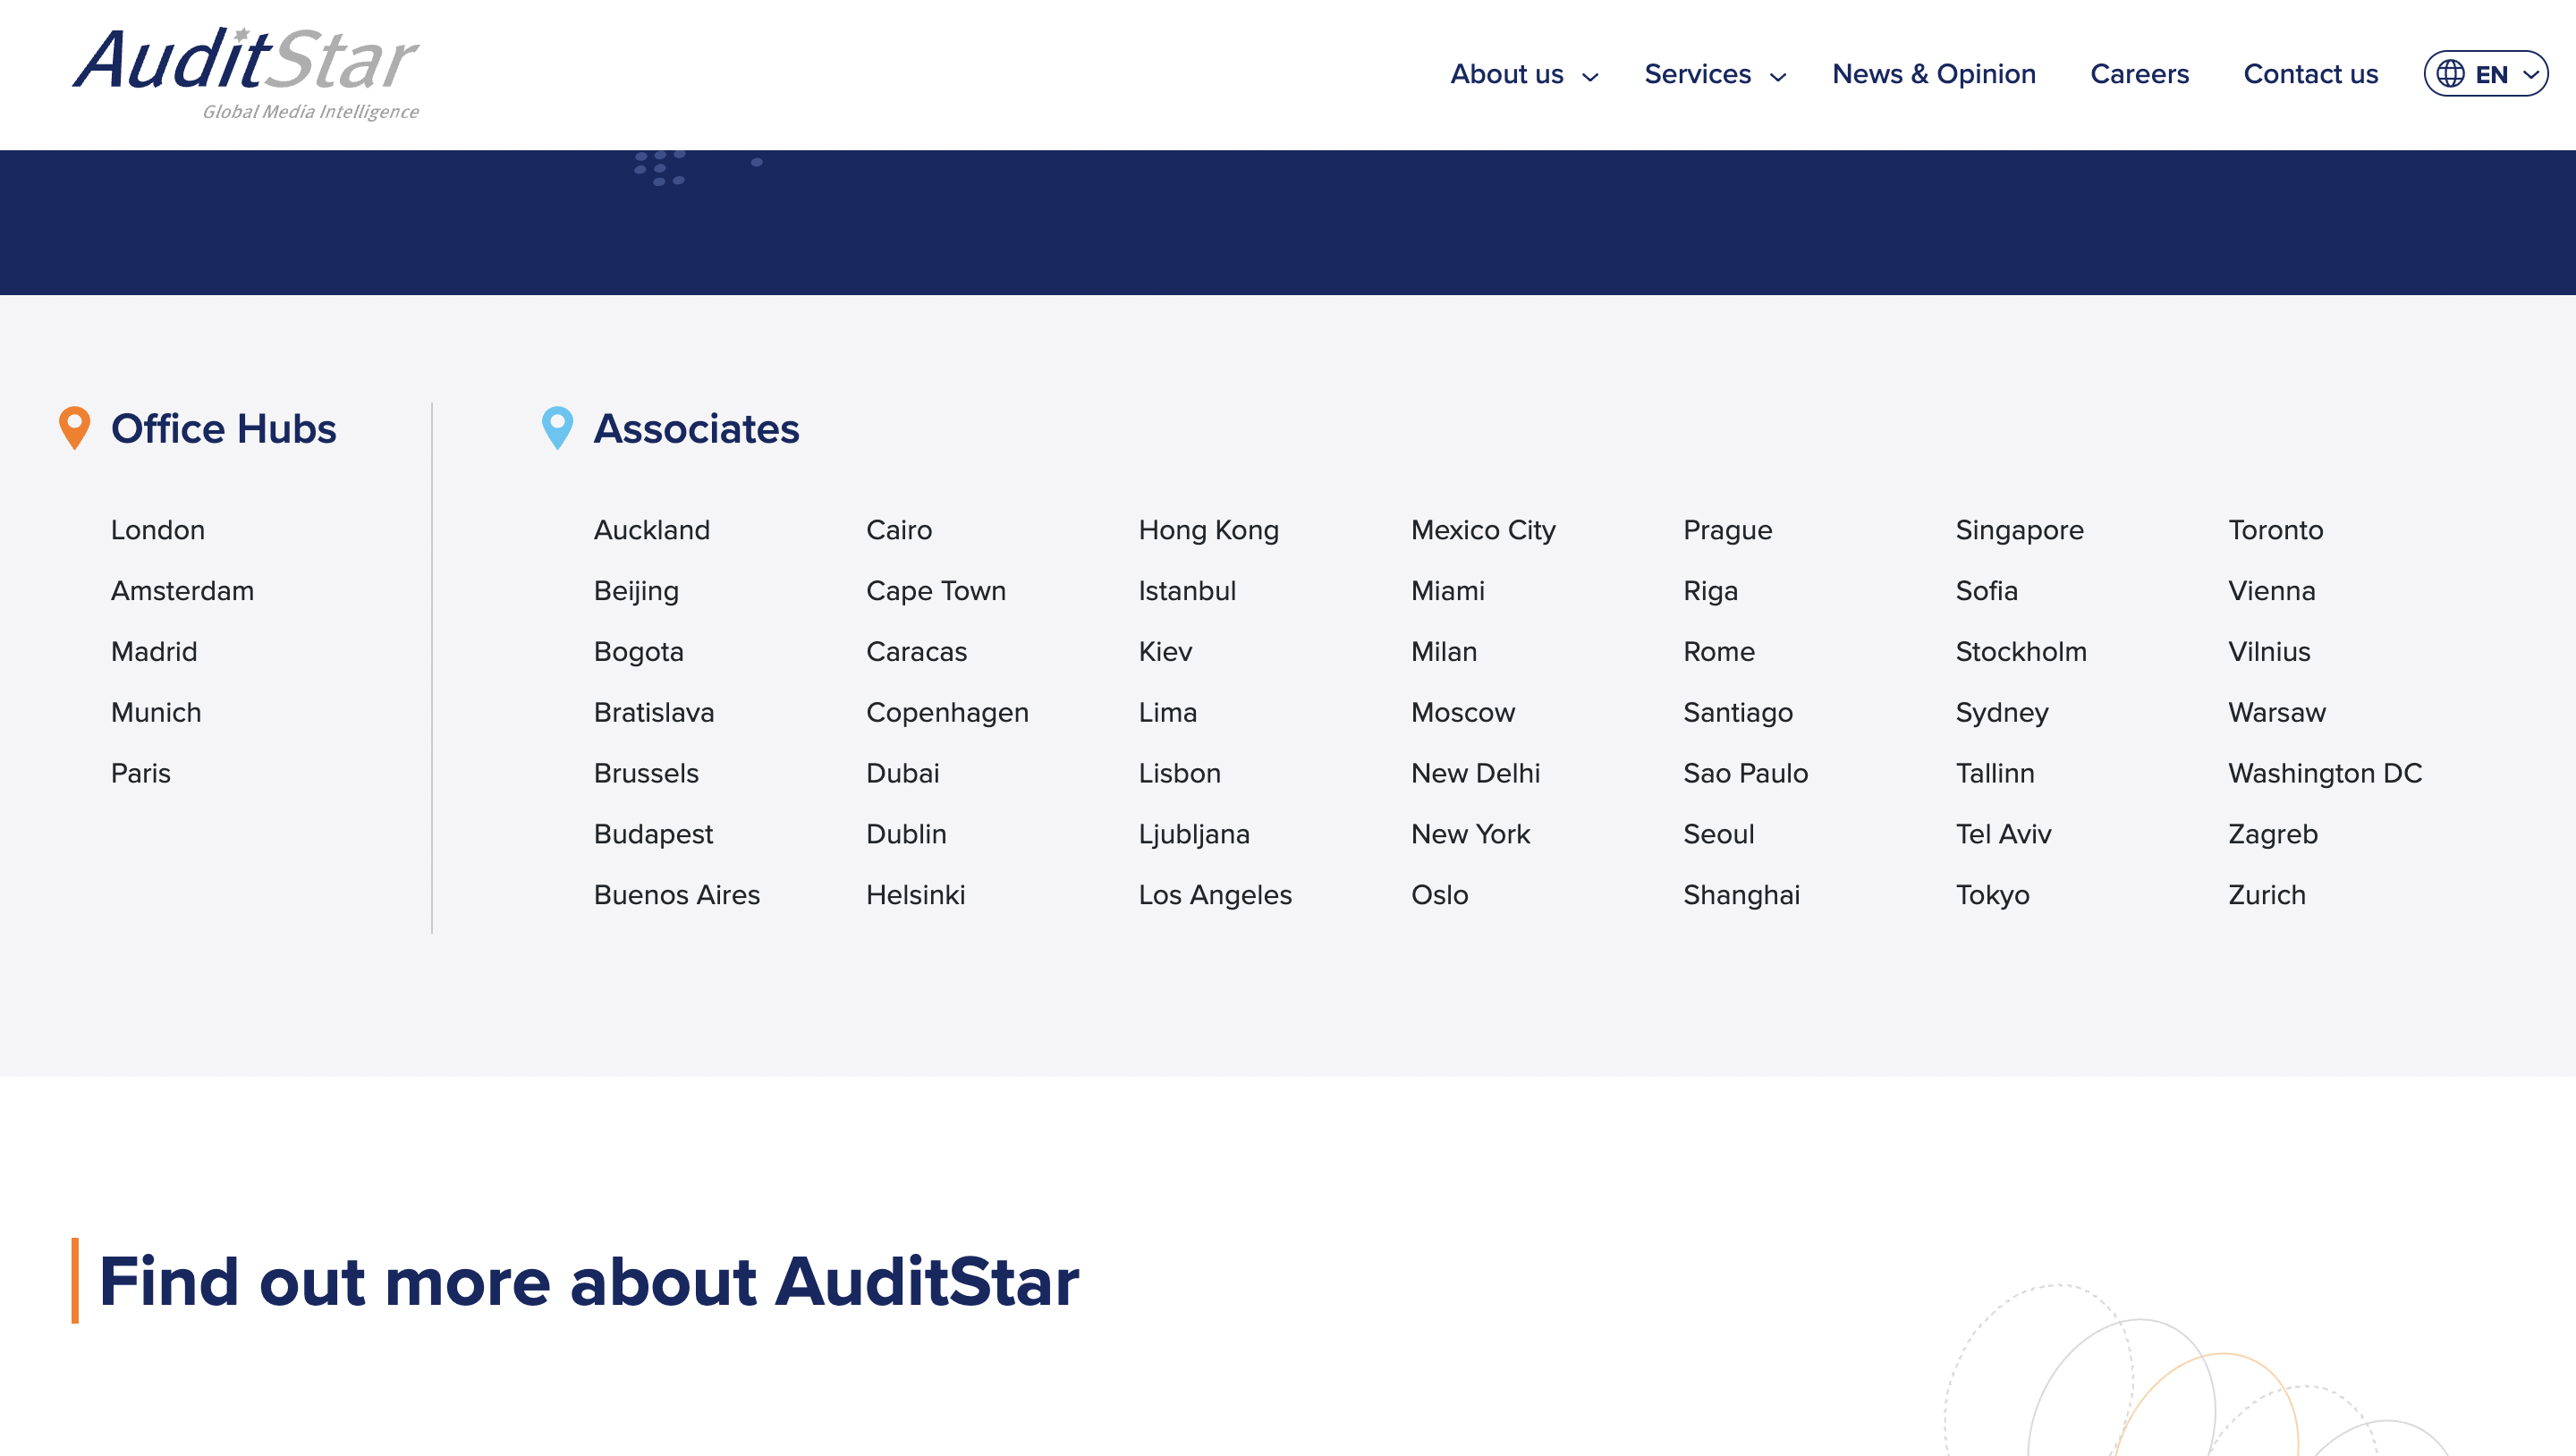 AuditStar
Global Media Intelligence
About us
Services
News & Opinion
Careers
Contact us
EN
Office Hubs
London
Amsterdam
Madrid
Munich
Paris
Associates
Auckland
Beijing
Bogota
Bratislava
Brussels
Budapest
Buenos Aires
Cairo
Cape Town
Caracas
Copenhagen
Dubai
Dublin
Helsinki
Hong Kong
Istanbul
Kiev
Lima
Lisbon
Ljubljana
Los Angeles
Mexico City
Miami
Milan
Moscow
New Delhi
New York
Oslo
Prague
Riga
Rome
Santiago
Sao Paulo
Seoul
Shanghai
Singapore
Sofia
Stockholm
Sydney
Tallinn
Tel Aviv
Tokyo
Toronto
Vienna
Vilnius
Warsaw
Washington DC
Zagreb
Zurich
Find out more about AuditStar